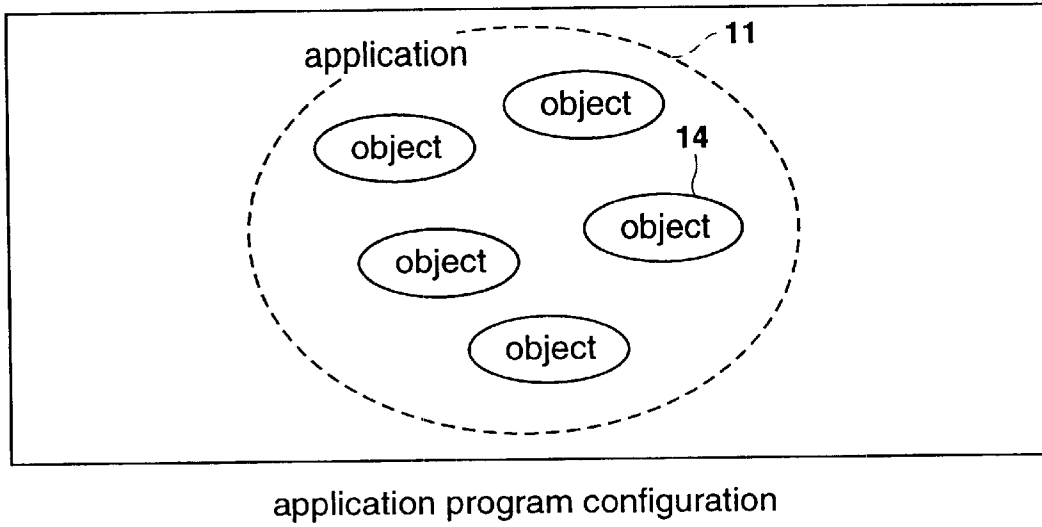 11
application
object
object
14
object
object
object
application program configuration